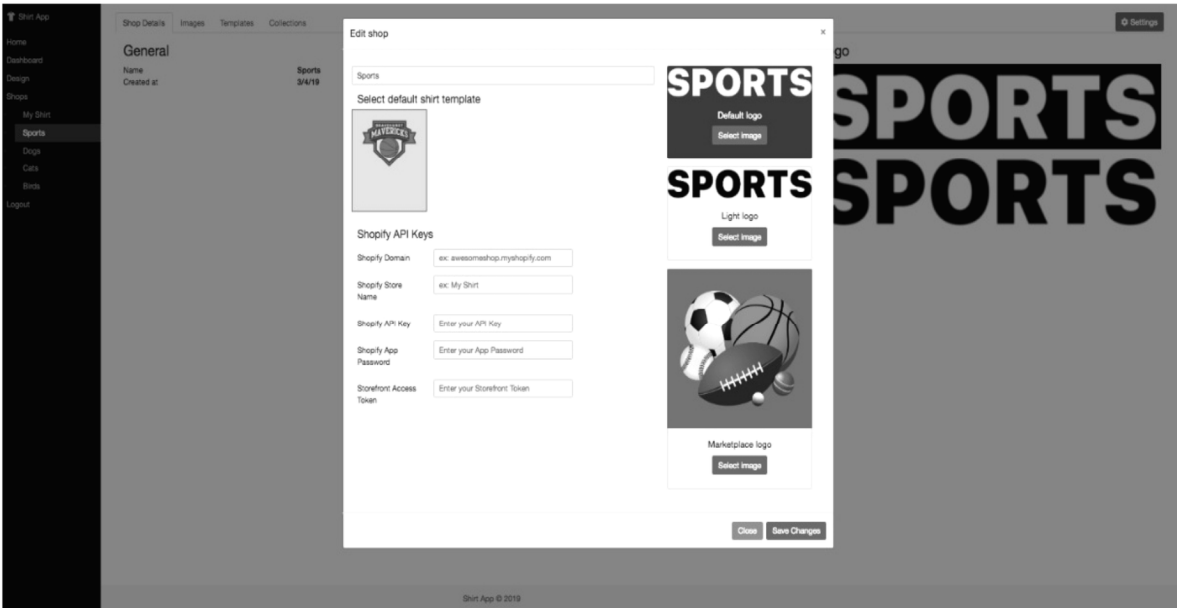 Shirt App
Home
Dashboard
Design
Shops
My Shirt
Sports
Dogs
Cats
Birds
Logout
Shop Details Images Templates Collections
Settings
General
Name Sports
Created at 3/4/19
go
SPORTS
SPORTS
Edit shop
×
Sports
Select default shirt template
MAVERICKS
Shopify API Keys
Shopify Domain ex: awesomeshop.myshopify.com
Shopify Store
Name
ex: My Shirt
Shopify API Key Enter your API Key
Shopify App
Password
Enter your App Password
Storefront Access
Token
Enter your Storefront Token
SPORTS
Default logo
Select image
SPORTS
Light logo
Select image
Marketplace logo
Select image
Close Save Changes
Shirt App © 2019